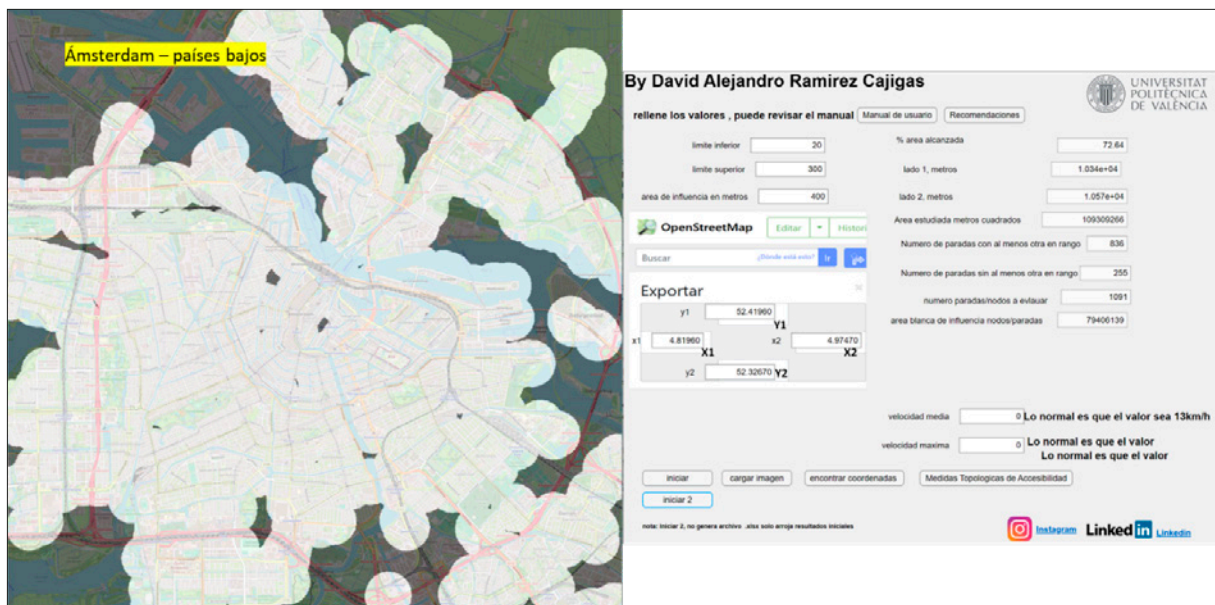 Ámsterdam – países bajos
By David Alejandro Ramirez Cajigas
UNIVERSITAT
POLITÈCNICA
DE VALÈNCIA
rellene los valores , puede revisar el manual
Manual de usuario
Recomendaciones
limite inferior 20
% area alcanzada 72.64
limite superior 300
lado 1, metros 1.034e+04
area de influencia en metros 400
lado 2, metros 1.057e+04
Area estudiada metros cuadrados 109309266
OpenStreetMap
Editar
Histori
Numero de paradas con al menos otra en rango 836
Buscar
¿Dónde está esto?
Ir
Numero de paradas sin al menos otra en rango 255
Exportar
numero paradas/nodos a evlauar 1091
y1 52.41960
Y1
area blanca de influencia nodos/paradas 79406139
x1 4.81960
X1
x2 4.97470
X2
y2 52.32670
Y2
velocidad media 0
Lo normal es que el valor sea 13km/h
velocidad maxima 0
Lo normal es que el valor
Lo normal es que el valor
iniciar
cargar imagen
encontrar coordenadas
Medidas Topologicas de Accesibilidad
iniciar 2
nota: Iniciar 2, no genera archivo .xlsx solo arroja resultados iniciales
Instagram
Linked in
Linkedin